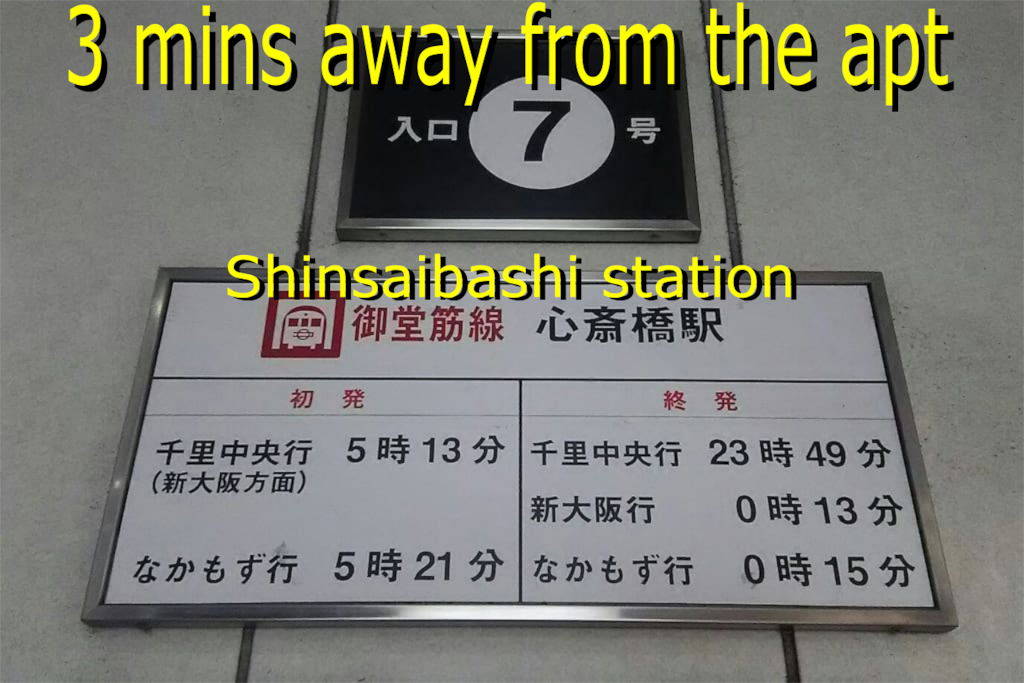 3 mins away from the apt
入口 7 号
Shinsaibashi station
御堂筋線 心斎橋駅
初発 終発
千里中央行 5時13分 千里中央行 23時49分
(新大阪方面) 新大阪行 0時13分
なかもず行 5時21分 なかもず行 0時15分